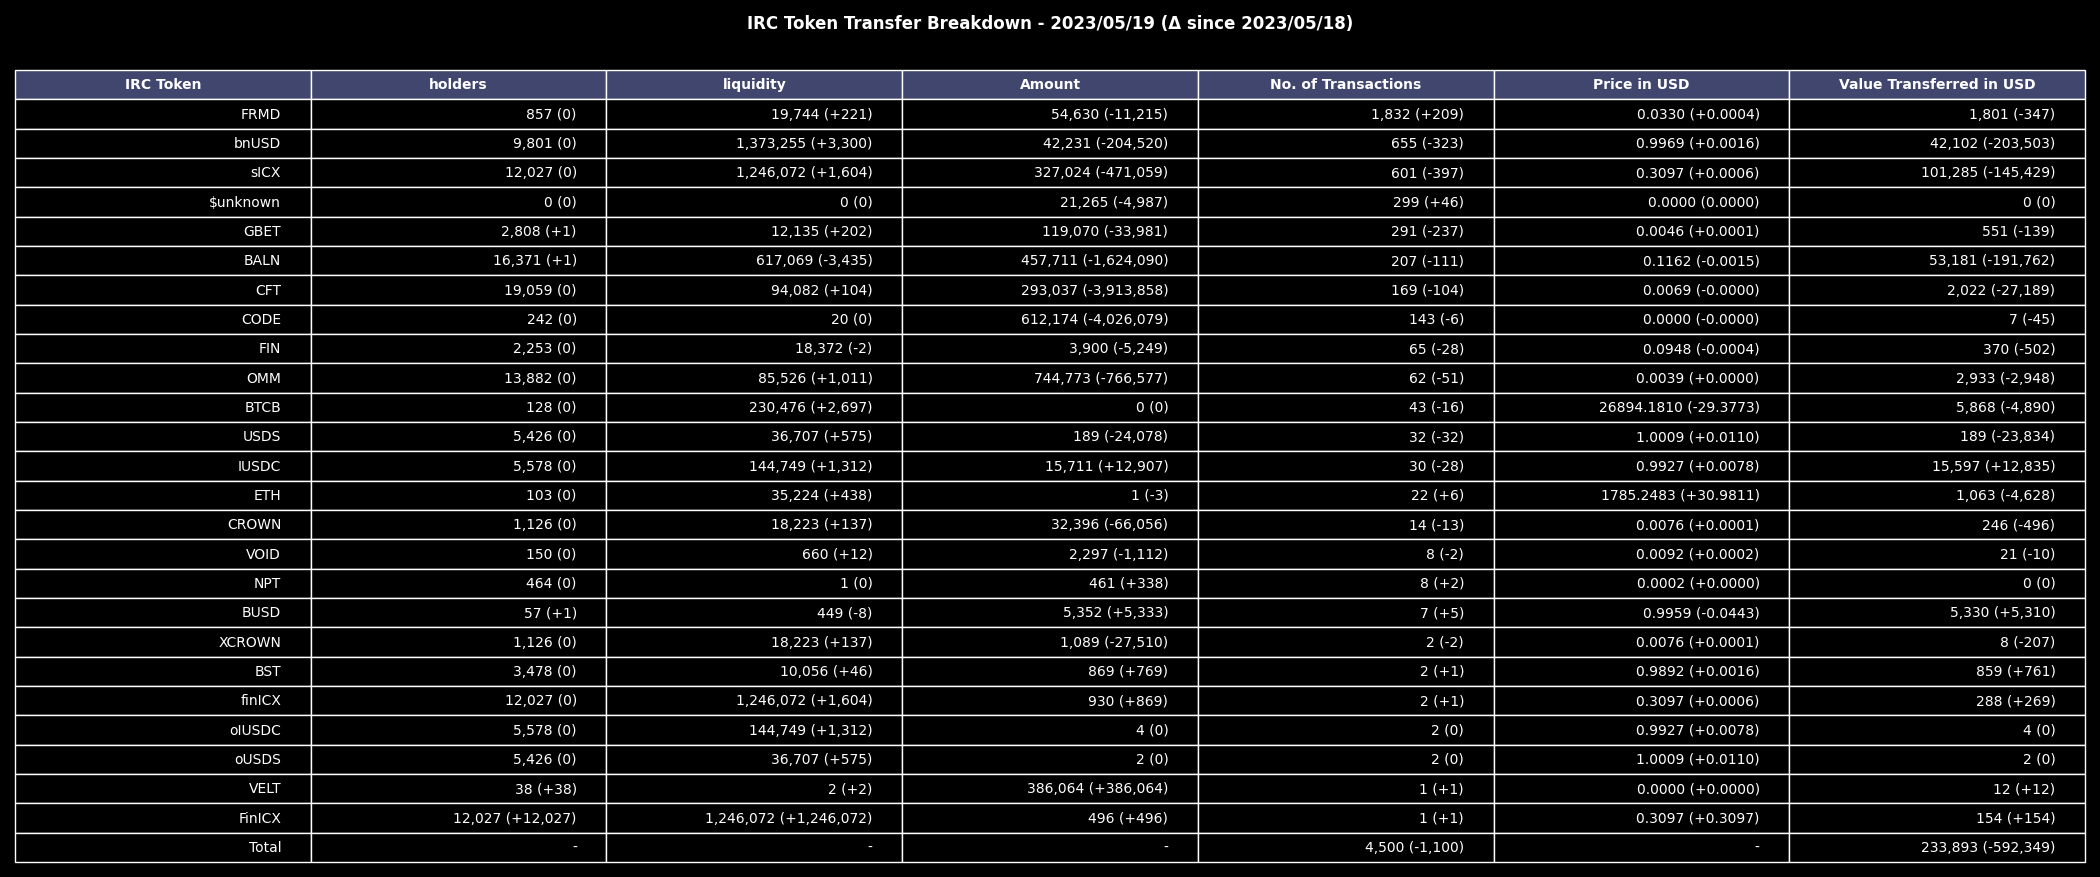 IRC Token Transfer Breakdown - 2023/05/19 (Δ since 2023/05/18)
IRC Token holders liquidity Amount No. of Transactions Price in USD Value Transferred in USD
FRMD 857 (0) 19,744 (+221) 54,630 (-11,215) 1,832 (+209) 0.0330 (+0.0004) 1,801 (-347)
bnUSD 9,801 (0) 1,373,255 (+3,300) 42,231 (-204,520) 655 (-323) 0.9969 (+0.0016) 42,102 (-203,503)
sICX 12,027 (0) 1,246,072 (+1,604) 327,024 (-471,059) 601 (-397) 0.3097 (+0.0006) 101,285 (-145,429)
$unknown 0 (0) 0 (0) 21,265 (-4,987) 299 (+46) 0.0000 (0.0000) 0 (0)
GBET 2,808 (+1) 12,135 (+202) 119,070 (-33,981) 291 (-237) 0.0046 (+0.0001) 551 (-139)
BALN 16,371 (+1) 617,069 (-3,435) 457,711 (-1,624,090) 207 (-111) 0.1162 (-0.0015) 53,181 (-191,762)
CFT 19,059 (0) 94,082 (+104) 293,037 (-3,913,858) 169 (-104) 0.0069 (-0.0000) 2,022 (-27,189)
CODE 242 (0) 20 (0) 612,174 (-4,026,079) 143 (-6) 0.0000 (-0.0000) 7 (-45)
FIN 2,253 (0) 18,372 (-2) 3,900 (-5,249) 65 (-28) 0.0948 (-0.0004) 370 (-502)
OMM 13,882 (0) 85,526 (+1,011) 744,773 (-766,577) 62 (-51) 0.0039 (+0.0000) 2,933 (-2,948)
BTCB 128 (0) 230,476 (+2,697) 0 (0) 43 (-16) 26894.1810 (-29.3773) 5,868 (-4,890)
USDS 5,426 (0) 36,707 (+575) 189 (-24,078) 32 (-32) 1.0009 (+0.0110) 189 (-23,834)
IUSDC 5,578 (0) 144,749 (+1,312) 15,711 (+12,907) 30 (-28) 0.9927 (+0.0078) 15,597 (+12,835)
ETH 103 (0) 35,224 (+438) 1 (-3) 22 (+6) 1785.2483 (+30.9811) 1,063 (-4,628)
CROWN 1,126 (0) 18,223 (+137) 32,396 (-66,056) 14 (-13) 0.0076 (+0.0001) 246 (-496)
VOID 150 (0) 660 (+12) 2,297 (-1,112) 8 (-2) 0.0092 (+0.0002) 21 (-10)
NPT 464 (0) 1 (0) 461 (+338) 8 (+2) 0.0002 (+0.0000) 0 (0)
BUSD 57 (+1) 449 (-8) 5,352 (+5,333) 7 (+5) 0.9959 (-0.0443) 5,330 (+5,310)
XCROWN 1,126 (0) 18,223 (+137) 1,089 (-27,510) 2 (-2) 0.0076 (+0.0001) 8 (-207)
BST 3,478 (0) 10,056 (+46) 869 (+769) 2 (+1) 0.9892 (+0.0016) 859 (+761)
finICX 12,027 (0) 1,246,072 (+1,604) 930 (+869) 2 (+1) 0.3097 (+0.0006) 288 (+269)
oIUSDC 5,578 (0) 144,749 (+1,312) 4 (0) 2 (0) 0.9927 (+0.0078) 4 (0)
oUSDS 5,426 (0) 36,707 (+575) 2 (0) 2 (0) 1.0009 (+0.0110) 2 (0)
VELT 38 (+38) 2 (+2) 386,064 (+386,064) 1 (+1) 0.0000 (+0.0000) 12 (+12)
FinICX 12,027 (+12,027) 1,246,072 (+1,246,072) 496 (+496) 1 (+1) 0.3097 (+0.3097) 154 (+154)
Total - - - 4,500 (-1,100) - 233,893 (-592,349)